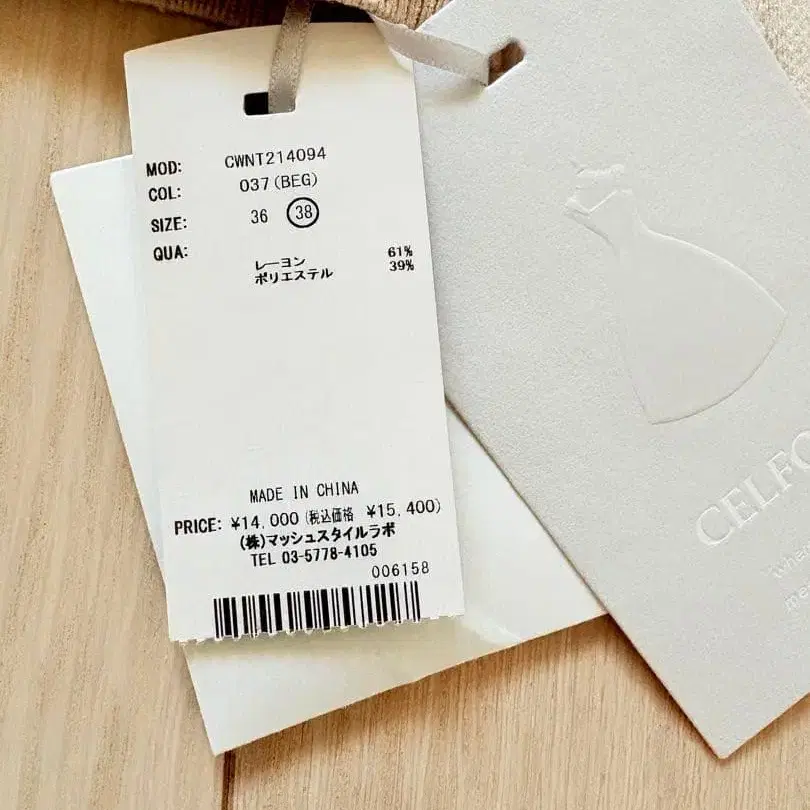 MOD: CWNT214094
COL: 037(BEG)
SIZE: 36 38
QUA:
レーヨン 61%
ポリエステル 39%
MADE IN CHINA
PRICE: ¥14,000(税込価格 ¥15,400)
(株)マッシュスタイルラボ
TEL 03-5778-4105
006158
CELFO